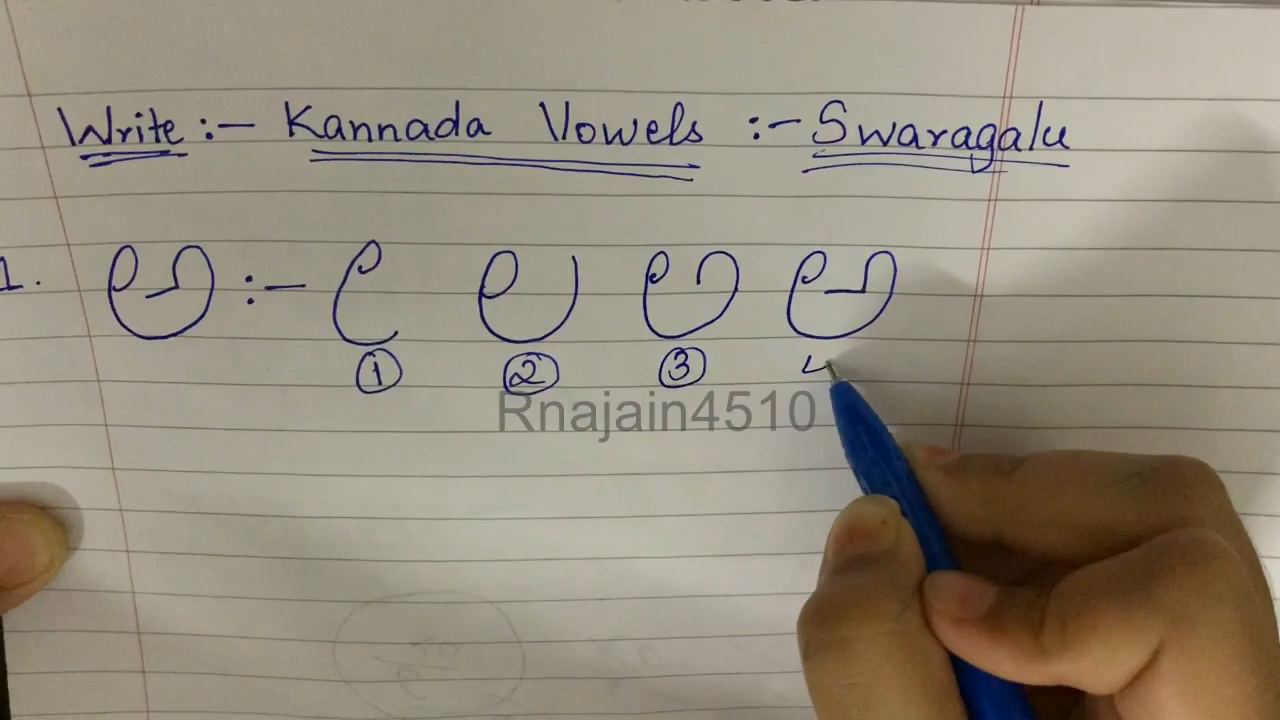 Write :- Kannada Vowels :- Swaragalu
1. ಅ :-
① ② ③ 4
Rnajain4510